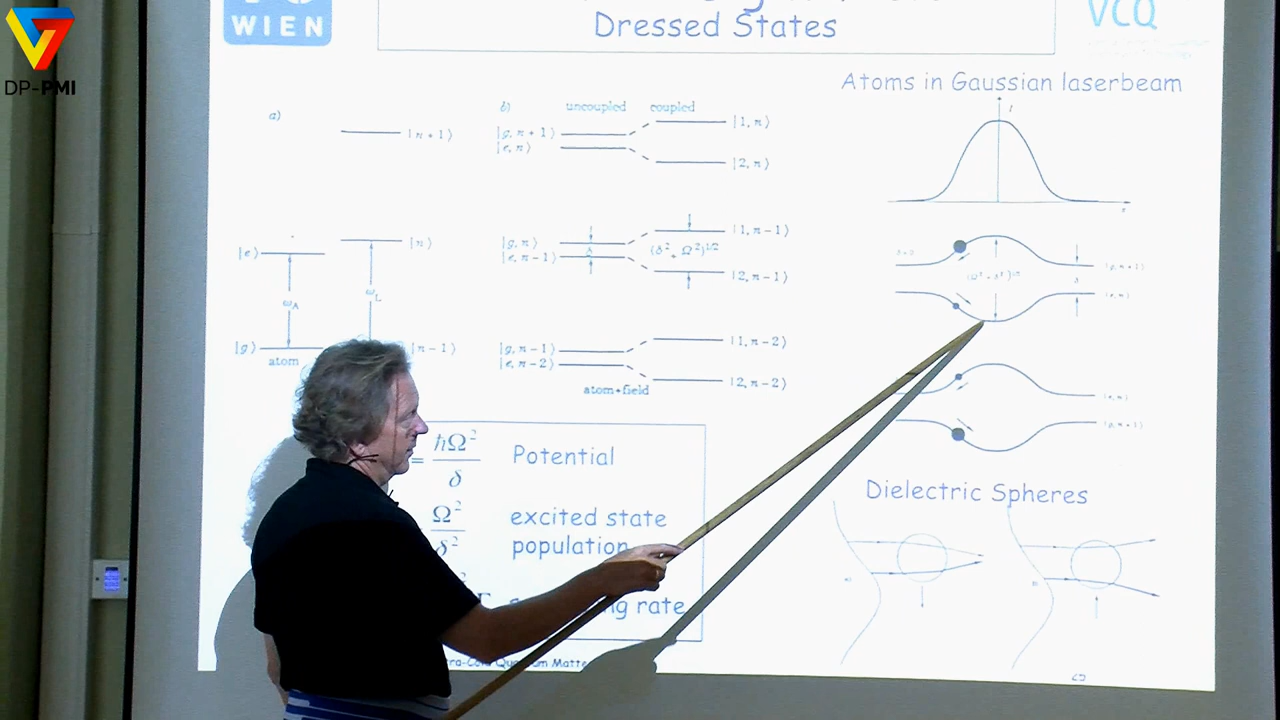 DP-PMI
WIEN
Dressed States
VCQ
Atoms in Gaussian laserbeam
a)
|n+1⟩
|e⟩
|n⟩
ω_A
ω_L
|g⟩
|n-1⟩
atom
b)
uncoupled
coupled
|g, n+1⟩
|e, n⟩
|1, n⟩
|2, n⟩
|g, n⟩
|e, n-1⟩
(δ² + Ω²)^1/2
|1, n-1⟩
|2, n-1⟩
|g, n-1⟩
|e, n-2⟩
|1, n-2⟩
|2, n-2⟩
atom+field
= ħΩ²/δ Potential
Ω²/δ² excited state
population
rate
Dielectric Spheres